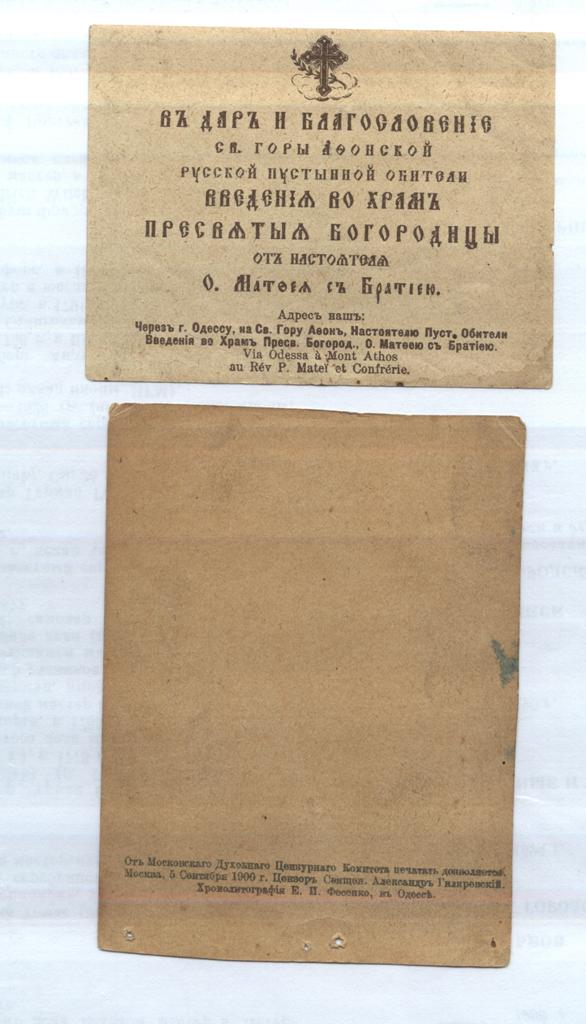 ВЪ ДАРЪ И БЛАГОСЛОВЕНІЕ
СВ. ГОРЫ АѲОНСКОЙ
РУССКОЙ ПУСТЫННОЙ ОБИТЕЛИ
ВВЕДЕНІЯ ВО ХРАМЪ
ПРЕСВЯТЫЯ БОГОРОДИЦЫ
ОТЪ НАСТОЯТЕЛЯ
О. Матѳея съ Братіею.
Адресъ нашъ:
Черезъ г. Одессу, на Св. Гору Аѳонъ, Настоятелю Пуст. Обители
Введенія во Храмъ Пресв. Богород., О. Матѳею съ Братіею.
Via Odessa à Mont Athos
au Rév P. Mateï et Confrérie.
Отъ Московскаго Духовнаго Цензурнаго Комитета печатать дозволяется.
Москва, 5 Сентября 1900 г. Цензоръ Священ. Александръ Гиляревскій.
Хромолитографія Е. И. Фесенко, въ Одессѣ.